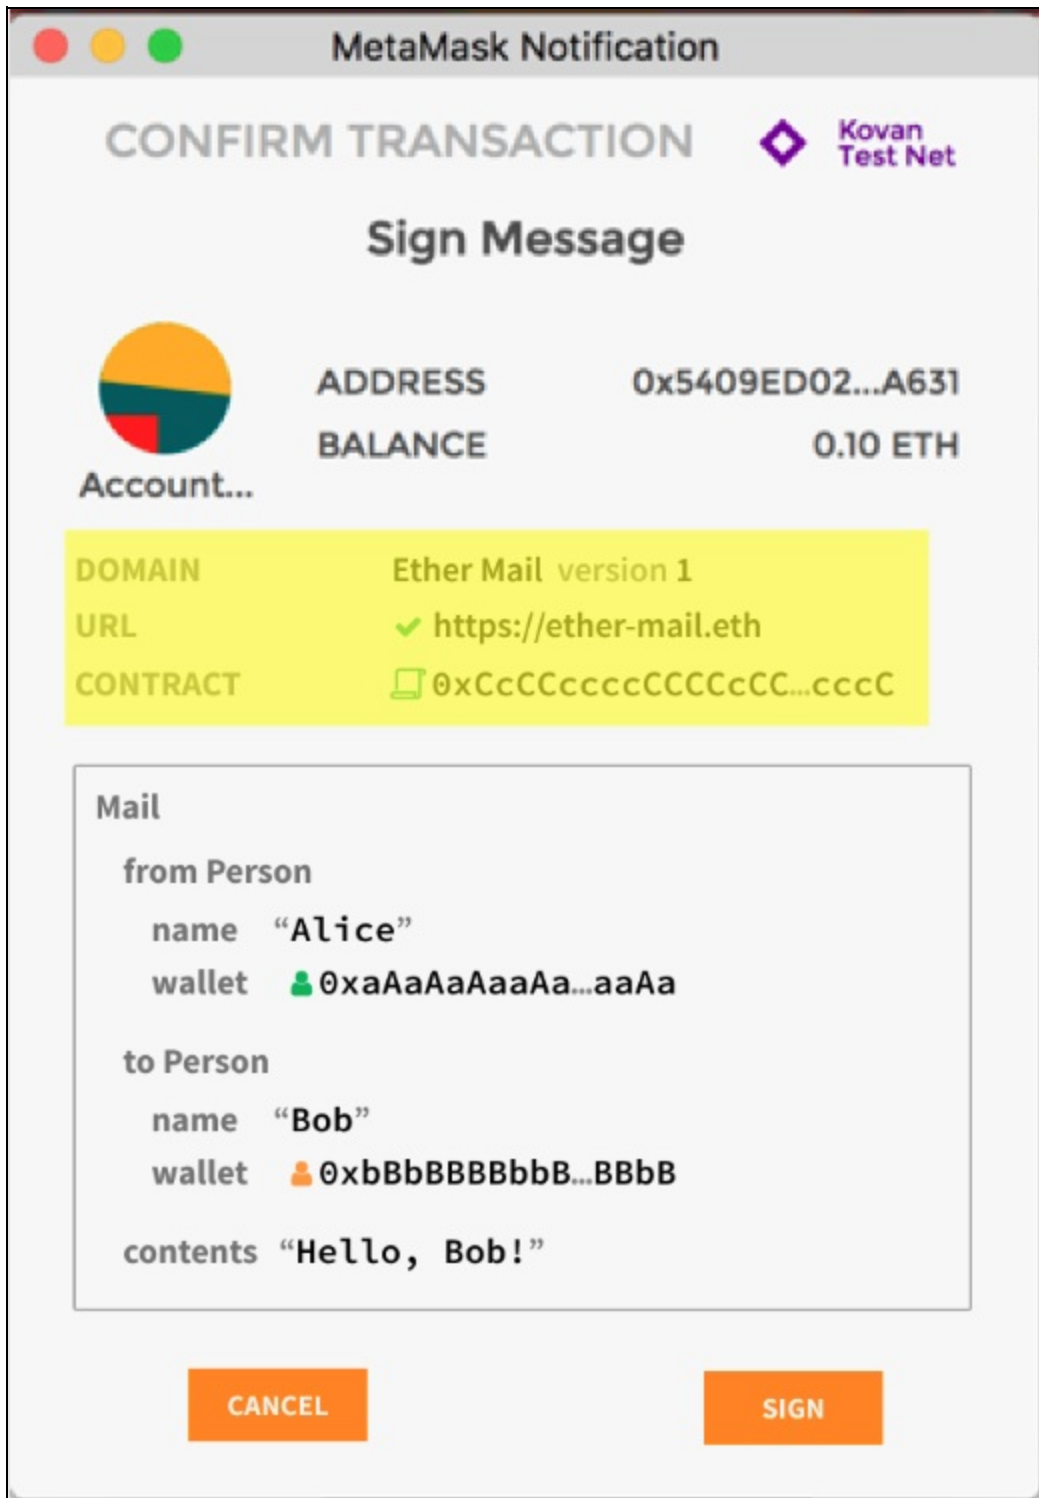 MetaMask Notification
CONFIRM TRANSACTION
Kovan
Test Net
Sign Message
ADDRESS 0x5409ED02...A631
BALANCE 0.10 ETH
Account...
DOMAIN Ether Mail version 1
URL https://ether-mail.eth
CONTRACT 0xCcCCccccCCCCcCC…cccC
Mail
from Person
name “Alice”
wallet 0xaAaAaAaaAa…aaAa
to Person
name “Bob”
wallet 0xbBbBBBBbbB…BBbB
contents “Hello, Bob!”
CANCEL SIGN